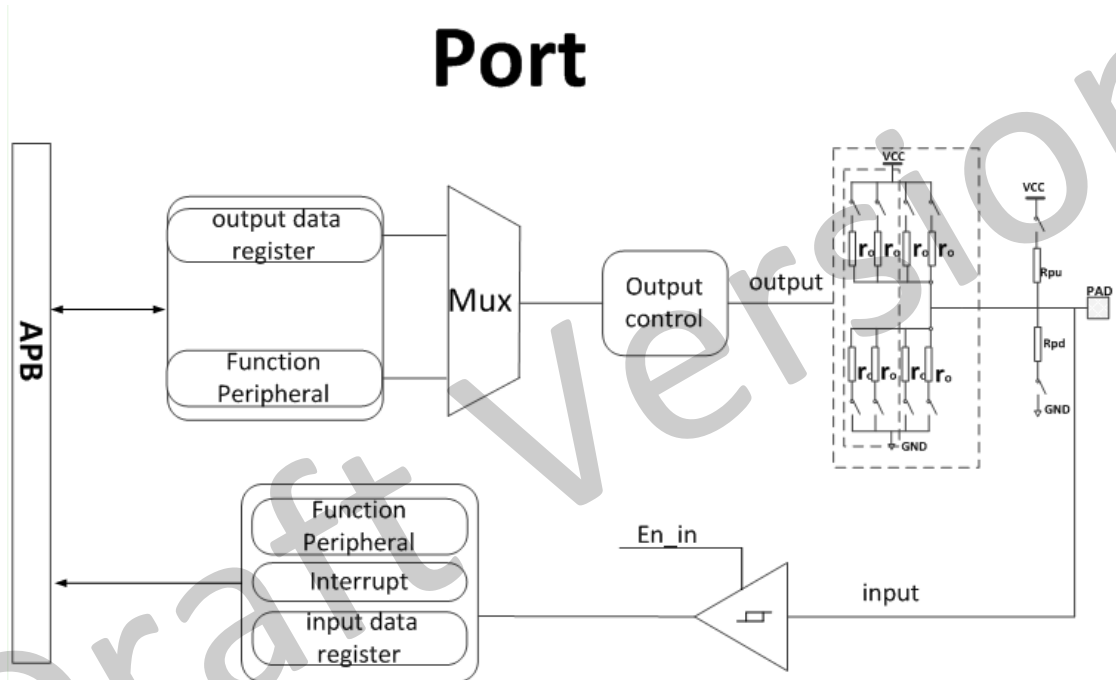 Port
APB
output data
register
Function
Peripheral
Mux
Output
control
output
VCC
rₒ rₒ rₒ rₒ
rₒ rₒ rₒ rₒ
GND
VCC
Rpu
PAD
Rpd
GND
Function
Peripheral
Interrupt
input data
register
En_in
input
Draft Version